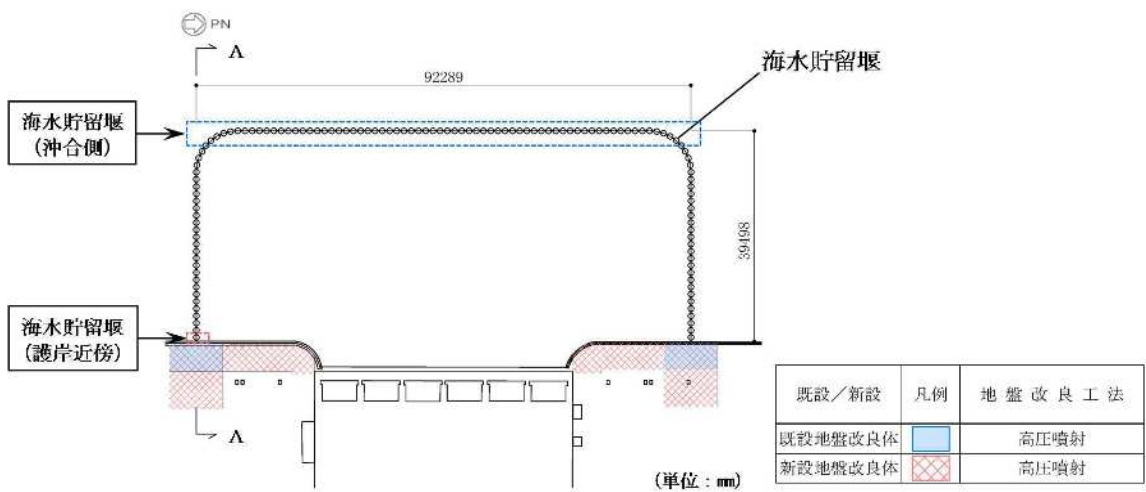 PN
A
92289
海水貯留堰
海水貯留堰
(沖合側)
39498
海水貯留堰
(護岸近傍)
A
(単位:mm)
既設/新設 凡例 地盤改良工法
既設地盤改良体 高圧噴射
新設地盤改良体 高圧噴射